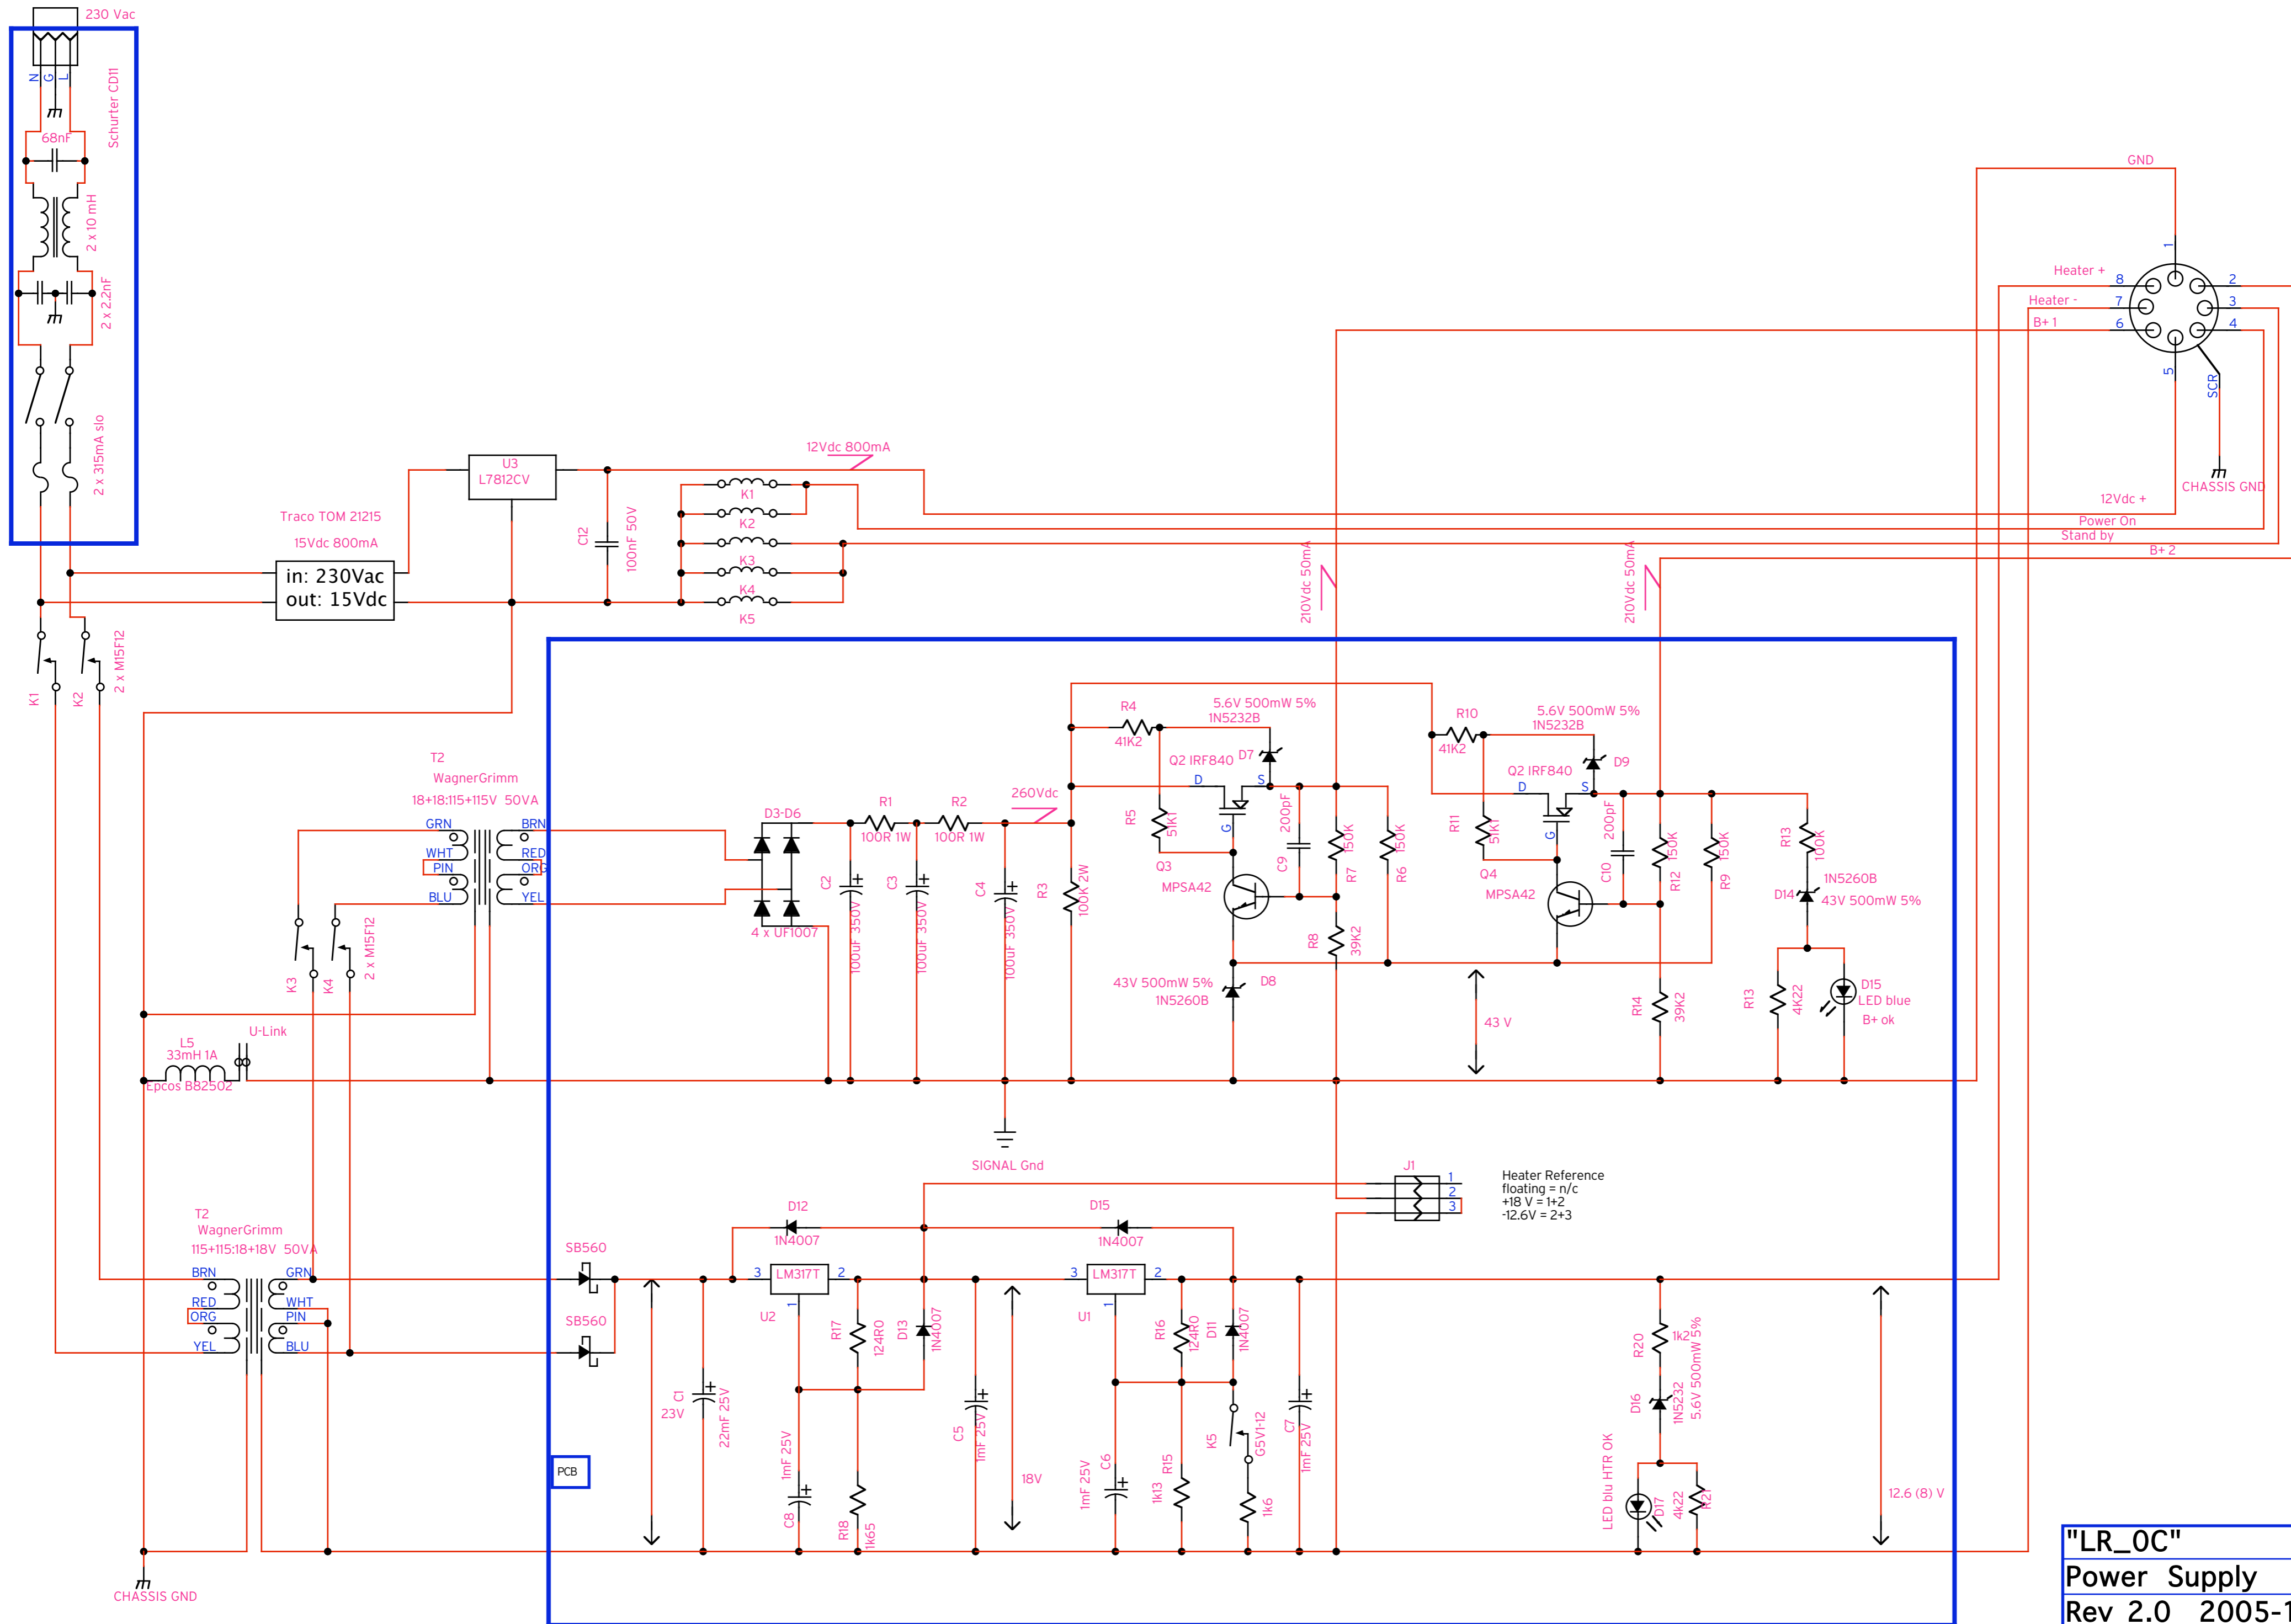 230 Vac
N
G
L
Schurter CD11
68nF
2 x 10 mH
2 x 2.2nF
2 x 315mA slo
Traco TOM 21215
15Vdc 800mA
in: 230Vac
out: 15Vdc
U3
L7812CV
C12
100nF 50V
12Vdc 800mA
K1
K2
K3
K4
K5
GND
Heater +
Heater -
B+ 1
1
2
3
4
5
6
7
8
SCR
CHASSIS GND
12Vdc +
Power On
Stand by
B+ 2
210Vdc 50mA
210Vdc 50mA
K1
K2
2 x M15F12
T2
WagnerGrimm
18+18:115+115V 50VA
GRN
WHT
PIN
BLU
BRN
RED
ORG
YEL
K3
K4
2 x M15F12
U-Link
L5
33mH 1A
Epcos B82502
D3-D6
4 x UF1007
R1
100R 1W
R2
100R 1W
C2
100uF 350V
C3
100uF 350V
C4
100uF 350V
260Vdc
R3
100K 2W
R4
41K2
R5
51K1
5.6V 500mW 5%
1N5232B
Q2 IRF840
D7
D
S
G
Q3
MPSA42
200pF
C9
R7
150K
R6
150K
R8
39K2
43V 500mW 5%
1N5260B
D8
R10
41K2
R11
51K1
5.6V 500mW 5%
1N5232B
Q2 IRF840
D9
D
S
G
Q4
MPSA42
200pF
C10
R12
150K
R9
150K
R13
100K
1N5260B
D14
43V 500mW 5%
R14
39K2
R13
4K22
D15
LED blue
B+ ok
43 V
SIGNAL Gnd
J1
1
2
3
Heater Reference
floating = n/c
+18 V = 1+2
-12.6V = 2+3
T2
WagnerGrimm
115+115:18+18V 50VA
BRN
RED
ORG
YEL
GRN
WHT
PIN
BLU
SB560
SB560
D12
1N4007
D15
1N4007
3
LM317T
2
1
U2
3
LM317T
2
1
U1
R17
124R0
D13
1N4007
R16
124R0
D11
1N4007
C1
23V
22mF 25V
1mF 25V
C8
R18
1k65
C5
1mF 25V
18V
1mF 25V
C6
R15
1k13
K5
G5V1-12
1k6
C7
1mF 25V
R20
1k2
D16
1N5232
5.6V 500mW 5%
LED blu HTR OK
D17
4k22
R21
12.6 (8) V
PCB
CHASSIS GND
"LR_0C"
Power Supply
Rev 2.0 2005-1